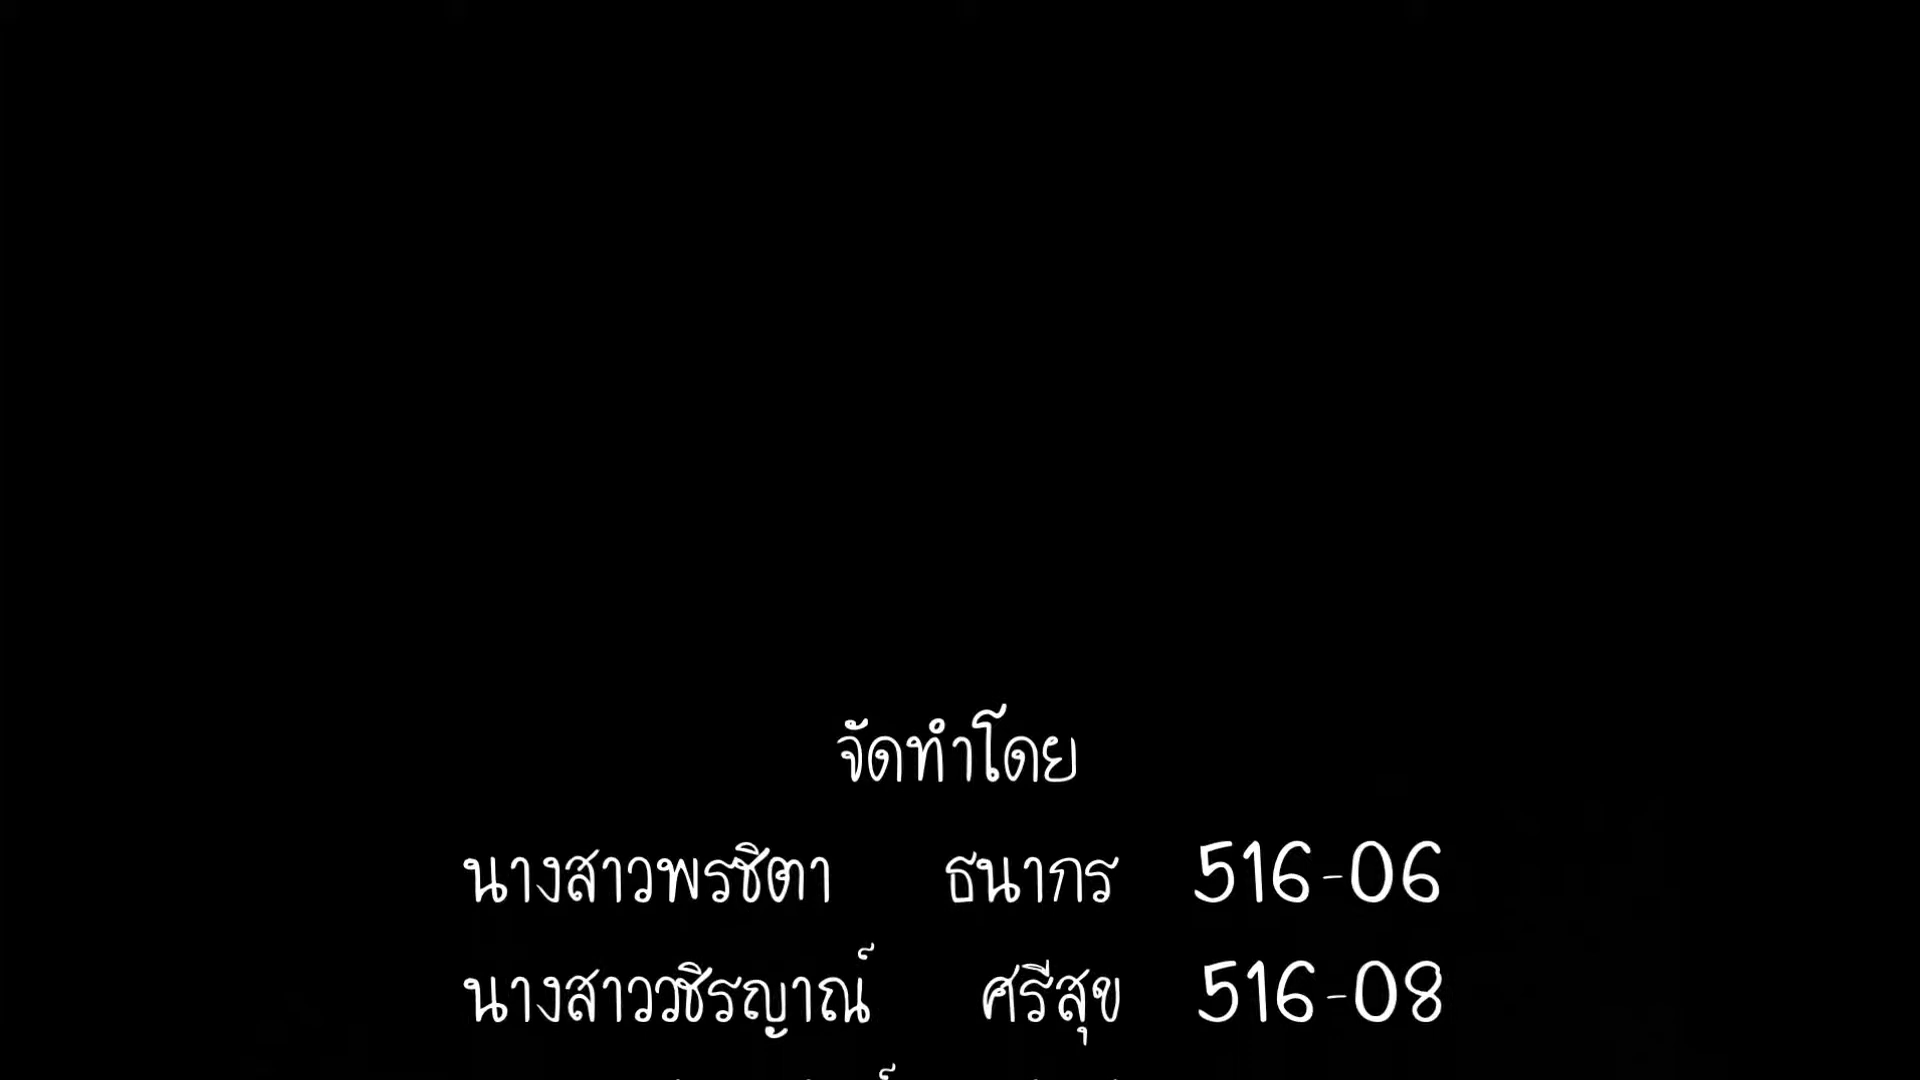 จัดทำโดย
นางสาวพรชิตา ธนากร 516-06
นางสาววชิรญาณ์ ศรีสุข 516-08